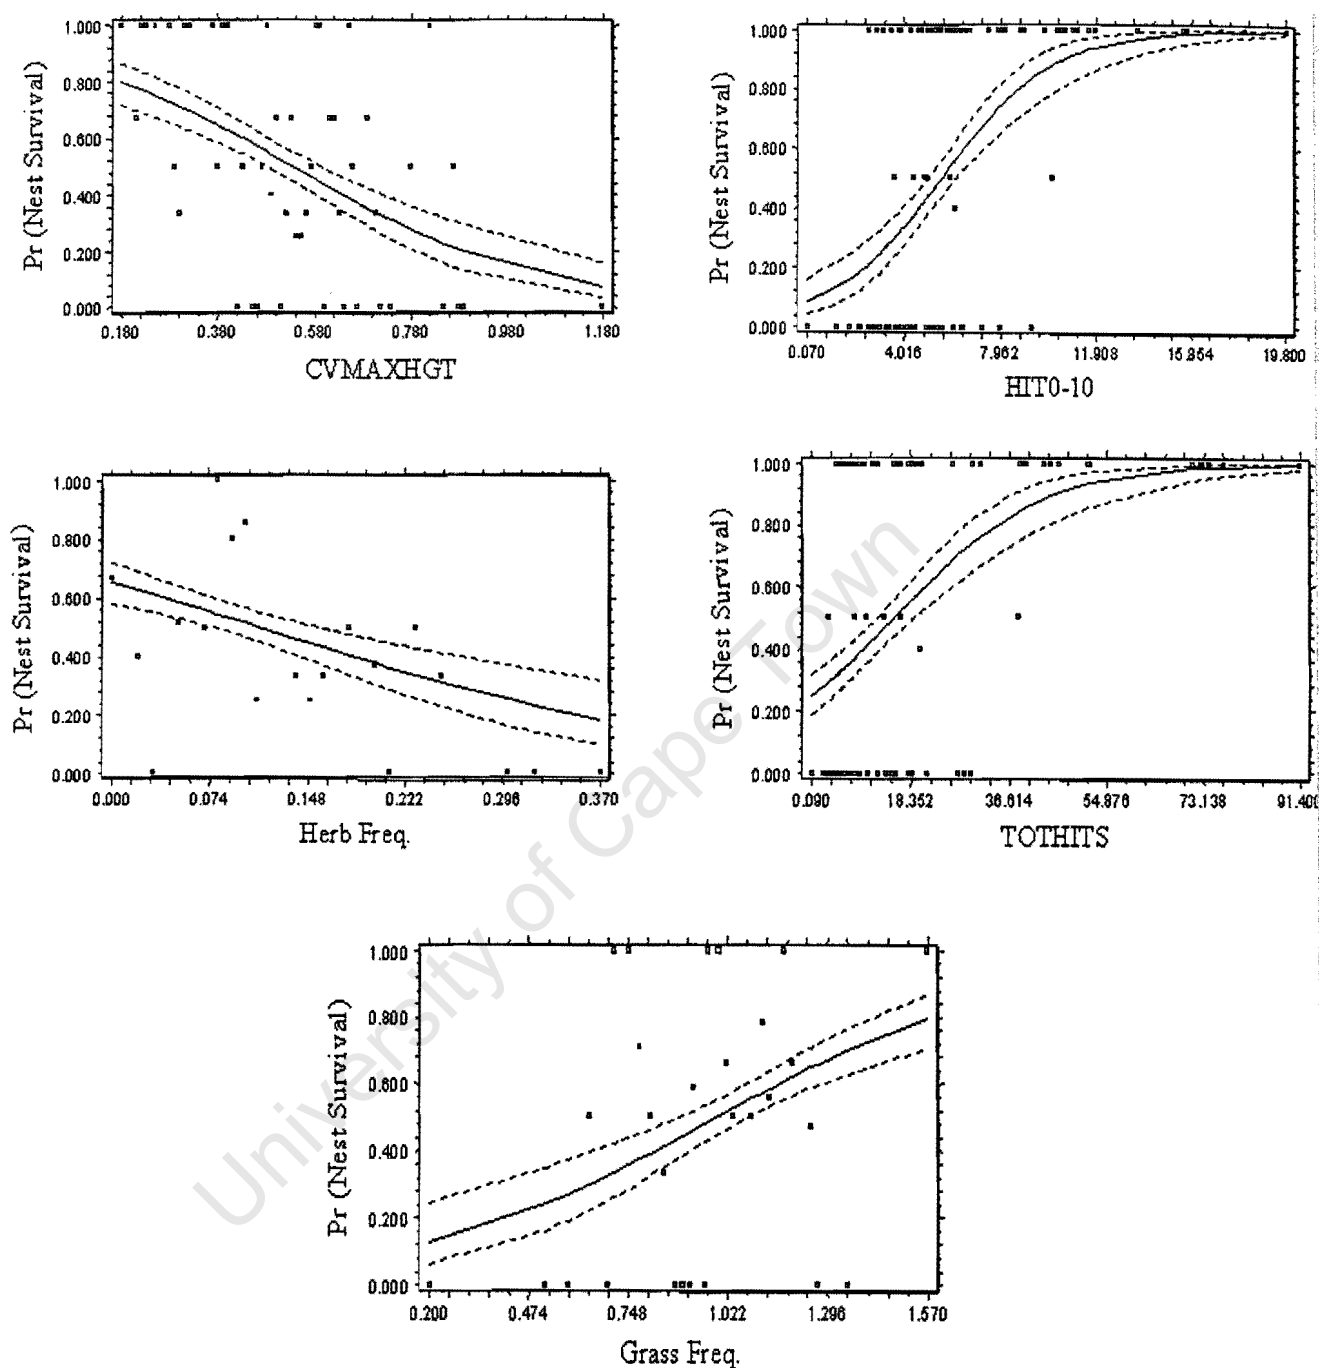 Pr (Nest Survival)
1.000
0.800
0.600
0.400
0.200
0.000
0.180 0.380 0.580 0.780 0.980 1.180
CVMAXHGT
Pr (Nest Survival)
1.000
0.800
0.600
0.400
0.200
0.000
0.070 4.016 7.962 11.908 15.854 19.800
HIT0-10
Pr (Nest Survival)
1.000
0.800
0.600
0.400
0.200
0.000
0.000 0.074 0.148 0.222 0.296 0.370
Herb Freq.
Pr (Nest Survival)
1.000
0.800
0.600
0.400
0.200
0.000
0.090 18.352 36.614 54.876 73.138 91.400
TOTHITS
Pr (Nest Survival)
1.000
0.800
0.600
0.400
0.200
0.000
0.200 0.474 0.748 1.022 1.296 1.570
Grass Freq.
University of Cape Town